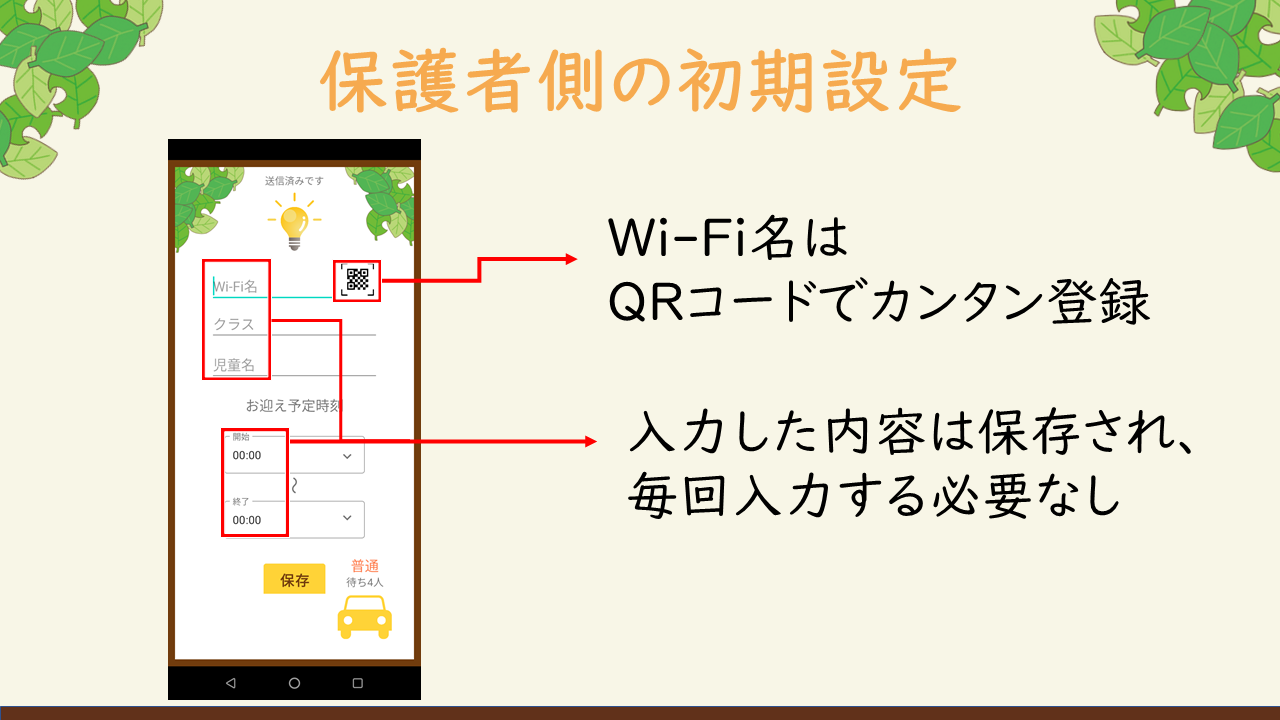 保護者側の初期設定
送信済みです
Wi-Fi名
クラス
児童名
お迎え予定時刻
開始
00:00
～
終了
00:00
保存
普通
待ち4人
Wi-Fi名は
QRコードでカンタン登録
入力した内容は保存され、
毎回入力する必要なし